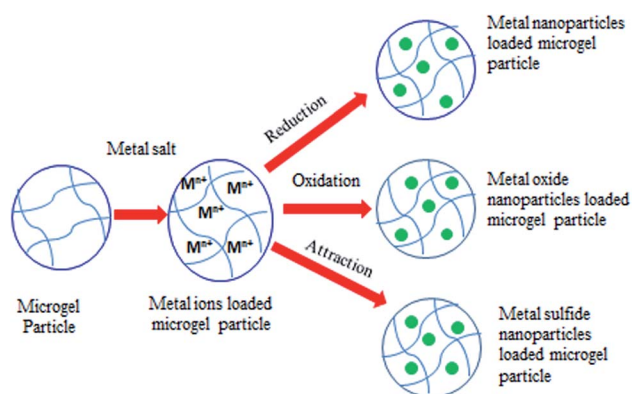 Metal nanoparticles
loaded microgel
particle
Reduction
Metal salt
Mⁿ⁺ Mⁿ⁺
Mⁿ⁺
Mⁿ⁺ Mⁿ⁺
Oxidation
Metal oxide
nanoparticles loaded
microgel particle
Attraction
Microgel
Particle
Metal ions loaded
microgel particle
Metal sulfide
nanoparticles
loaded microgel
particle